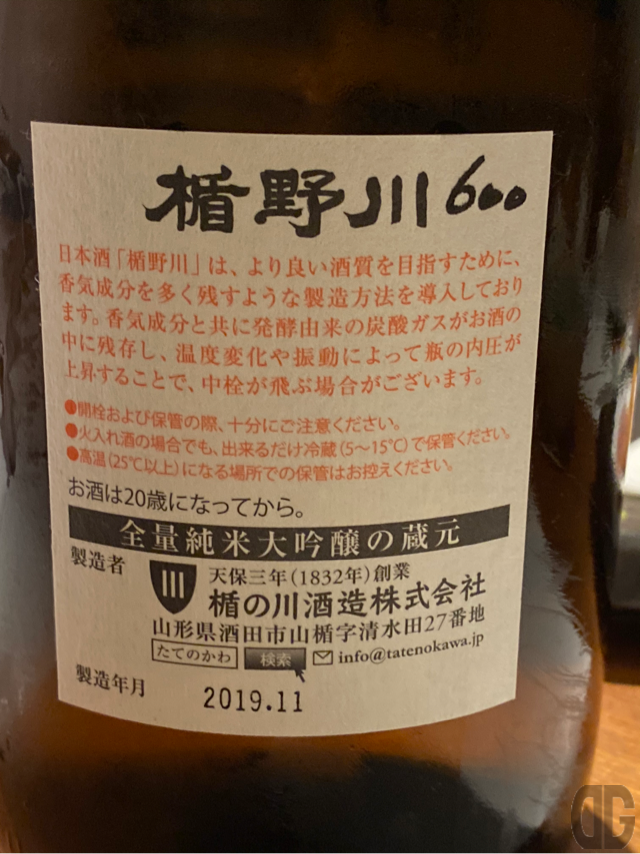 楯野川600
日本酒「楯野川」は、より良い酒質を目指すために、
香気成分を多く残すような製造方法を導入しており
ます。香気成分と共に発酵由来の炭酸ガスがお酒の
中に残存し、温度変化や振動によって瓶の内圧が
上昇することで、中栓が飛ぶ場合がございます。
●開栓および保管の際、十分にご注意ください。
●火入れ酒の場合でも、出来るだけ冷蔵(5〜15℃)で保管ください。
●高温(25℃以上)になる場所での保管はお控えください。
お酒は20歳になってから。
全量純米大吟醸の蔵元
製造者
天保三年(1832年)創業
楯の川酒造株式会社
山形県酒田市山楯字清水田27番地
たてのかわ 検索 info@tatenokawa.jp
製造年月 2019.11
DG